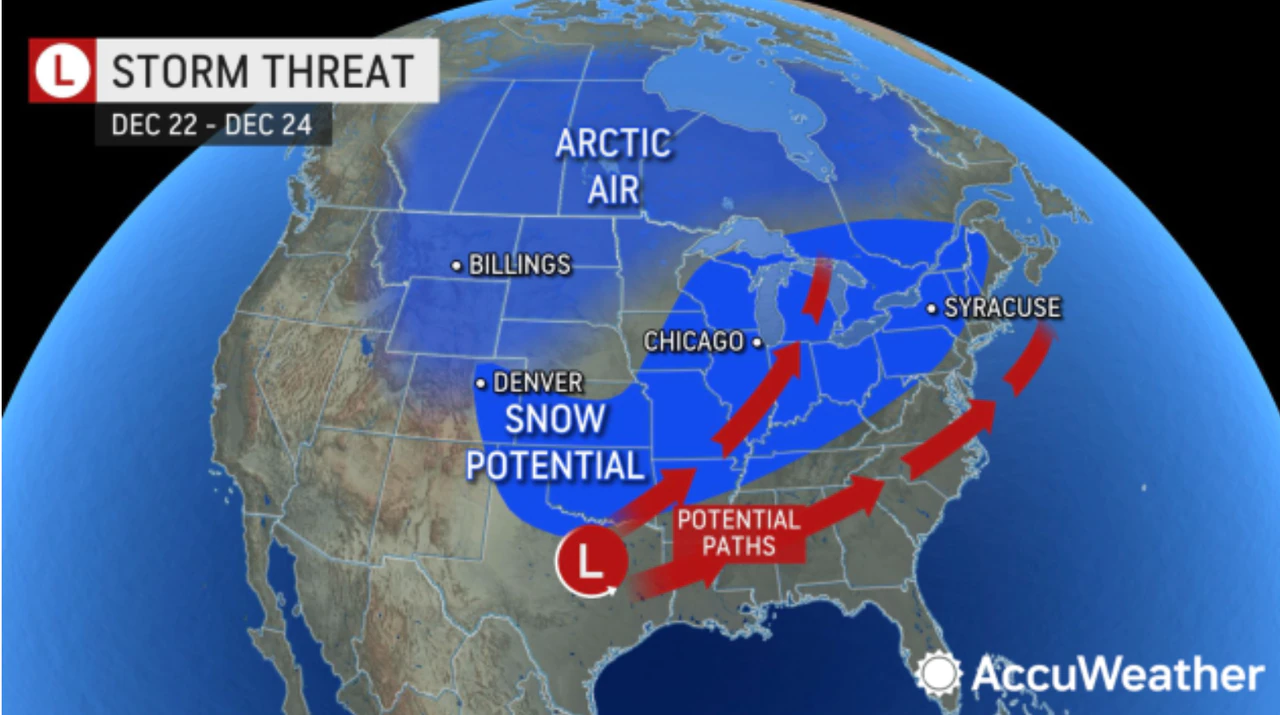 L STORM THREAT
DEC 22 - DEC 24
ARCTIC
AIR
BILLINGS
SYRACUSE
CHICAGO
DENVER
SNOW
POTENTIAL
POTENTIAL
PATHS
L
AccuWeather